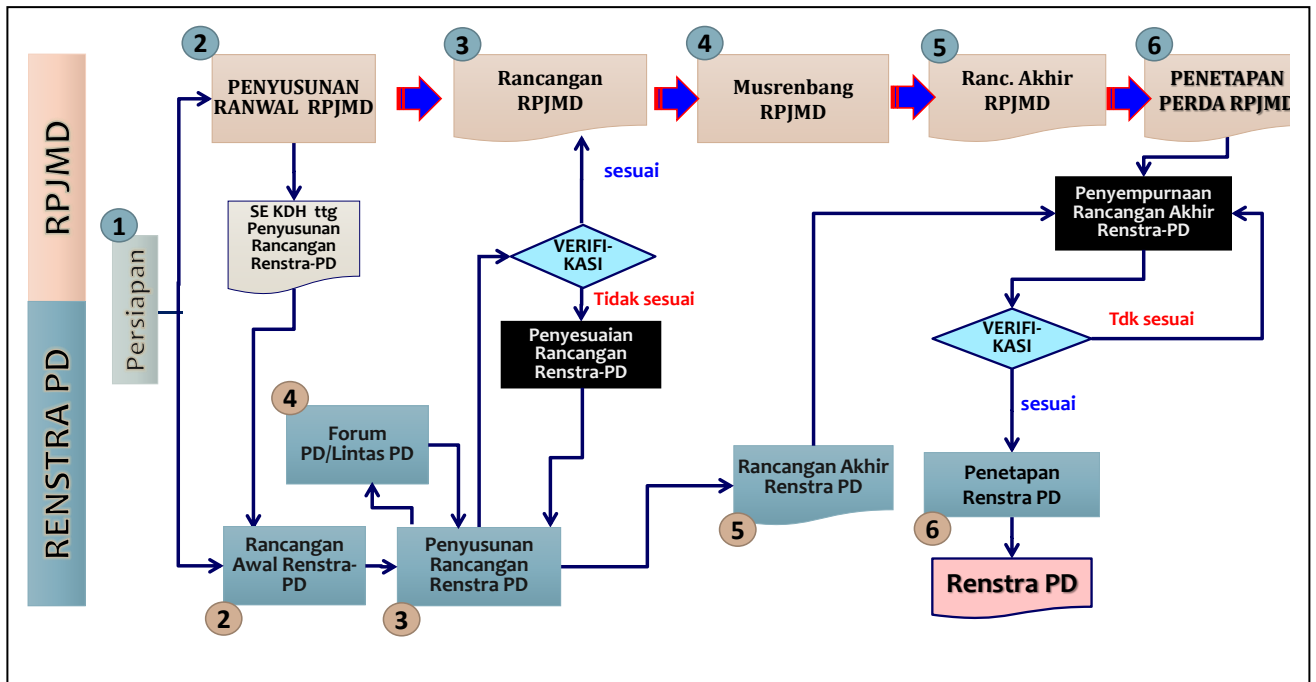 RPJMD
RENSTRA PD
1
Persiapan
2
PENYUSUNAN
RANWAL RPJMD
3
Rancangan
RPJMD
4
Musrenbang
RPJMD
5
Ranc. Akhir
RPJMD
6
PENETAPAN
PERDA RPJMD
SE KDH ttg
Penyusunan
Rancangan
Renstra-PD
sesuai
VERIFI-
KASI
Tidak sesuai
Penyesuaian
Rancangan
Renstra-PD
Penyempurnaan
Rancangan Akhir
Renstra-PD
VERIFI-
KASI
Tdk sesuai
sesuai
4
Forum
PD/Lintas PD
Rancangan
Awal Renstra-
PD
2
Penyusunan
Rancangan
Renstra PD
3
Rancangan Akhir
Renstra PD
5
Penetapan
Renstra PD
6
Renstra PD